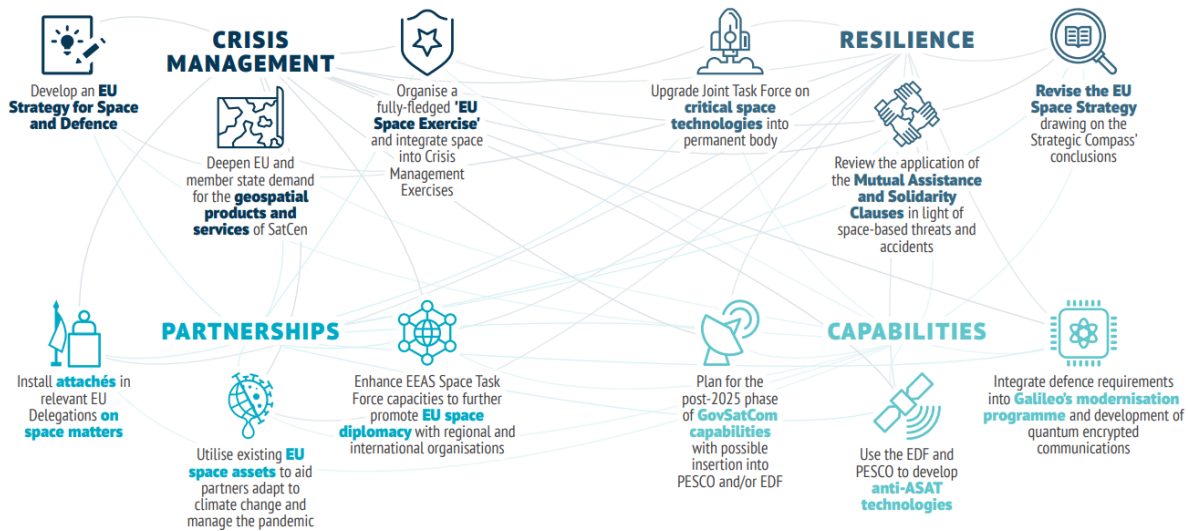 CRISIS
MANAGEMENT
Develop an EU
Strategy for Space
and Defence
Deepen EU and
member state demand
for the geospatial
products and
services of SatCen
Organise a
fully-fledged 'EU
Space Exercise'
and integrate space
into Crisis
Management
Exercises
RESILIENCE
Upgrade Joint Task Force on
critical space
technologies into
permanent body
Review the application of
the Mutual Assistance
and Solidarity
Clauses in light of
space-based threats and
accidents
Revise the EU
Space Strategy
drawing on the
Strategic Compass'
conclusions
PARTNERSHIPS
Install attachés in
relevant EU
Delegations on
space matters
Utilise existing EU
space assets to aid
partners adapt to
climate change and
manage the pandemic
Enhance EEAS Space Task
Force capacities to further
promote EU space
diplomacy with regional and
international organisations
CAPABILITIES
Plan for the
post-2025 phase
of GovSatCom
capabilities
with possible
insertion into
PESCO and/or EDF
Use the EDF and
PESCO to develop
anti-ASAT
technologies
Integrate defence requirements
into Galileo's modernisation
programme and development of
quantum encrypted
communications